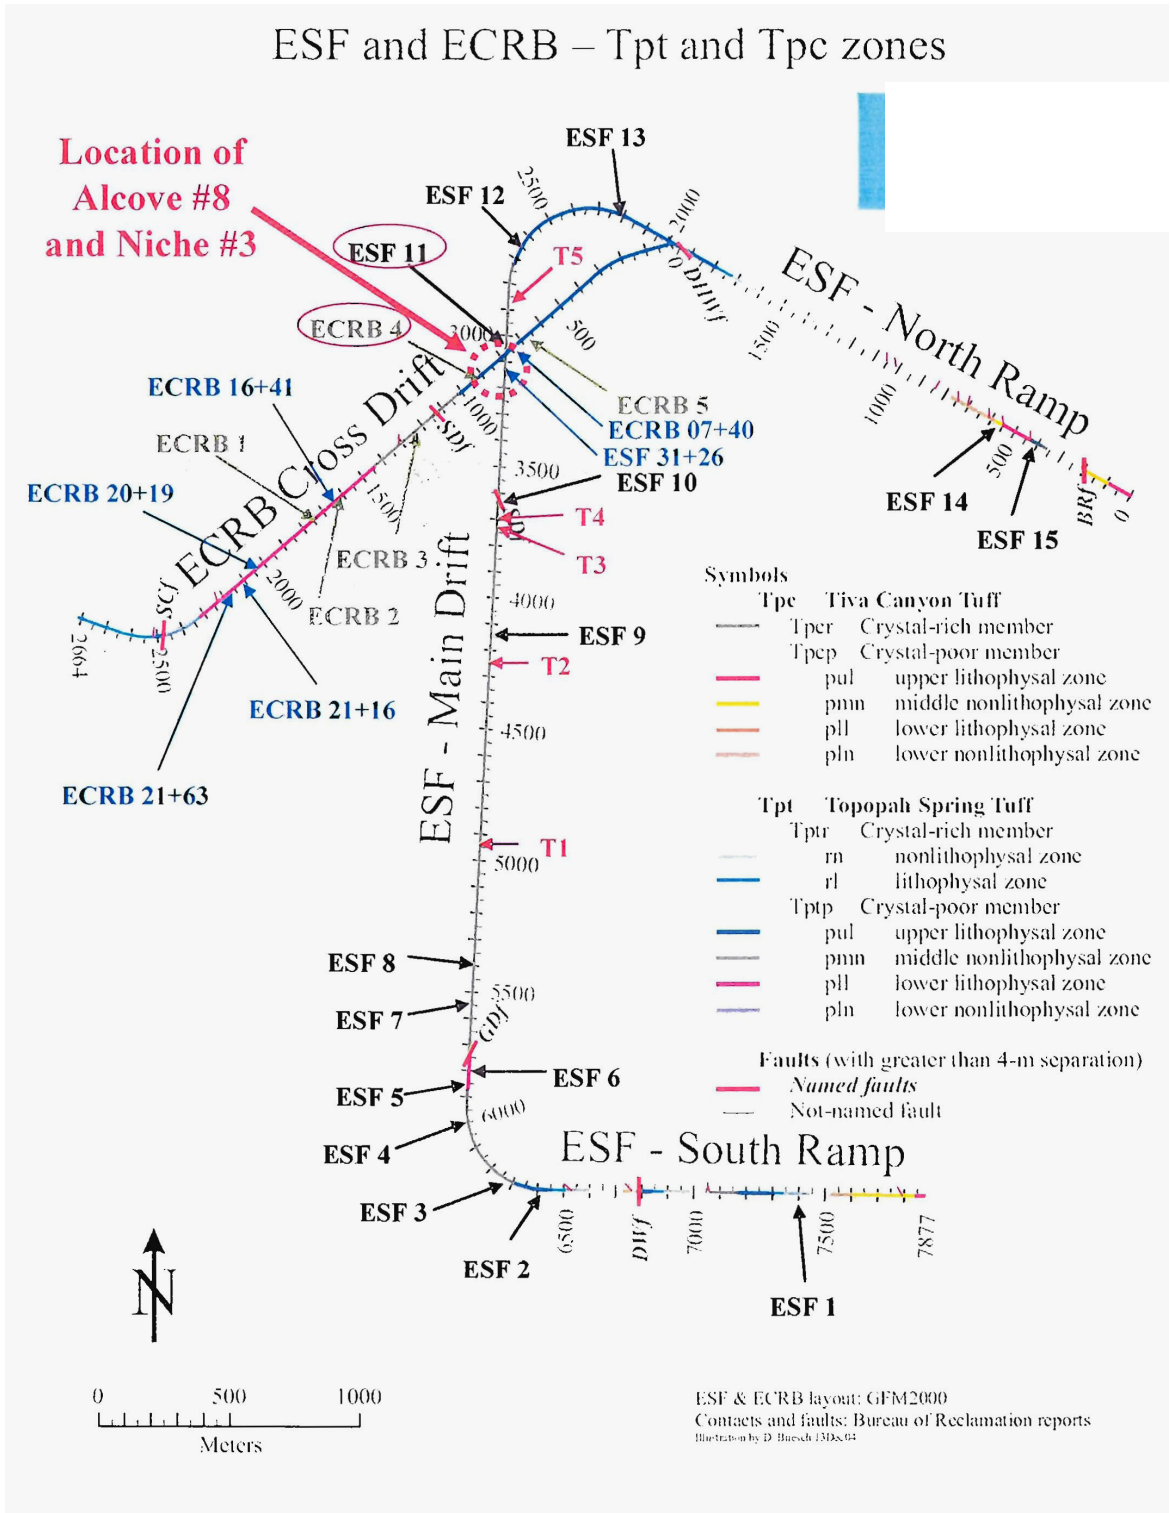 ESF and ECRB – Tpt and Tpc zones
Location of
Alcove #8
and Niche #3
ESF 13
ESF 12
ESF 11
ECRB 4
T5
2500
2000
0
DHWf
ESF - North Ramp
1500
1000
500
0
BRf
ESF 14
ESF 15
3000
500
ECRB 5
ECRB 07+40
ESF 31+26
ESF 10
ECRB 16+41
ECRB 1
ECRB 20+19
ECRB Cross Drift
1000
SDf
1500
ECRB 3
ECRB 2
2000
SCf
2500
2664
ECRB 21+16
ECRB 21+63
3500
SDf
T4
T3
4000
ESF 9
T2
ESF - Main Drift
4500
T1
5000
ESF 8
5500
ESF 7
GDf
ESF 6
ESF 5
6000
ESF 4
ESF 3
ESF 2
ESF - South Ramp
6500
DWf
7000
7500
7877
ESF 1
Symbols
Tpc Tiva Canyon Tuff
Tpcr Crystal-rich member
Tpcp Crystal-poor member
pul upper lithophysal zone
pmn middle nonlithophysal zone
pll lower lithophysal zone
pln lower nonlithophysal zone
Tpt Topopah Spring Tuff
Tptr Crystal-rich member
rn nonlithophysal zone
rl lithophysal zone
Tptp Crystal-poor member
pul upper lithophysal zone
pmn middle nonlithophysal zone
pll lower lithophysal zone
pln lower nonlithophysal zone
Faults (with greater than 4-m separation)
Named faults
Not-named fault
N
0 500 1000
Meters
ESF & ECRB layout: GFM2000
Contacts and faults: Bureau of Reclamation reports
Illustration by D.